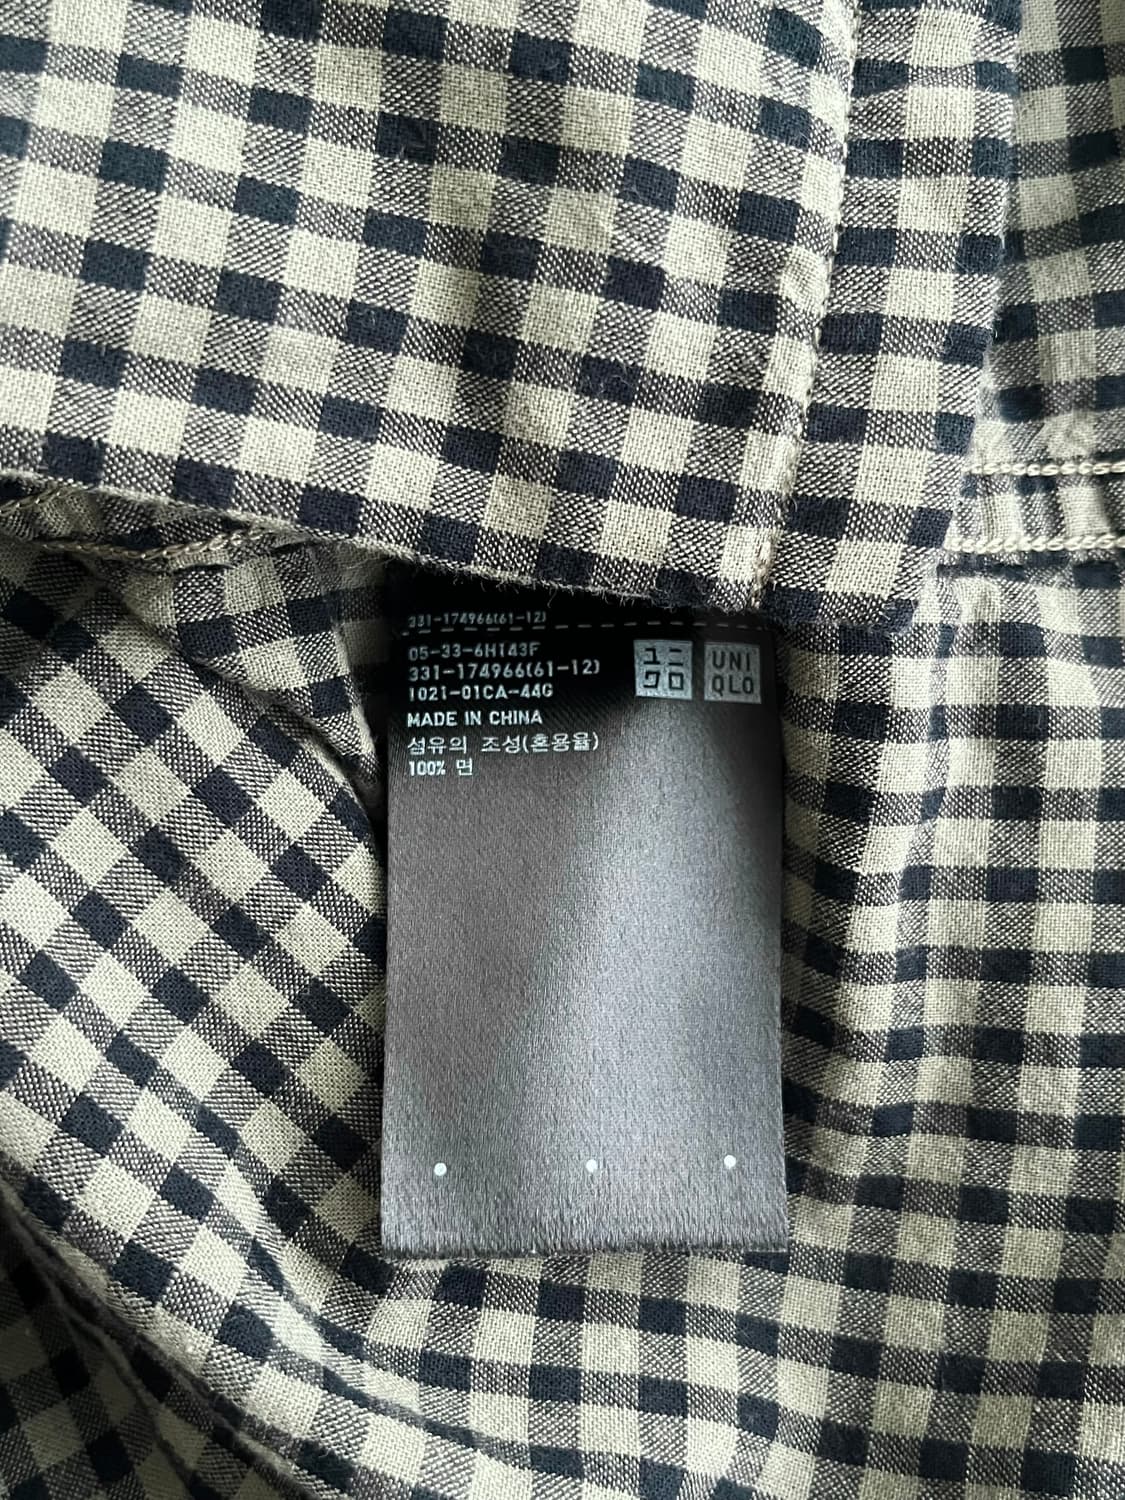 331-174966(61-12)
05-33-6H143F
331-174966(61-12)
1021-01CA-44G
MADE IN CHINA
섬유의 조성(혼용율)
100% 면
ユニ
クロ
UNI
QLO